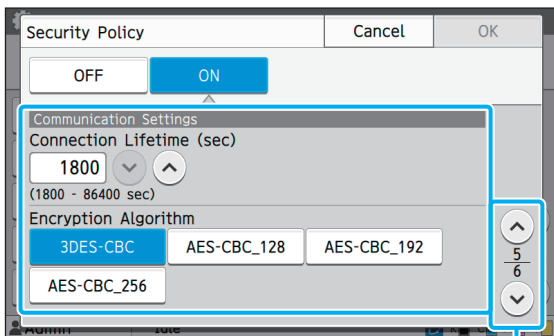 Security Policy
Cancel
OK
OFF
ON
Communication Settings
Connection Lifetime (sec)
1800
(1800 - 86400 sec)
Encryption Algorithm
3DES-CBC
AES-CBC_128
AES-CBC_192
AES-CBC_256
5
6
Admin
Idle